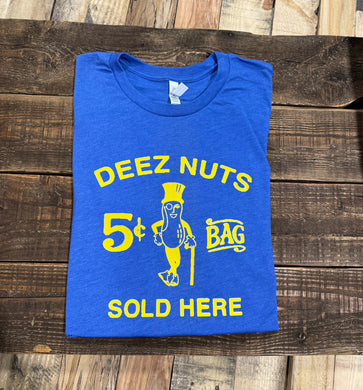 DEEZ NUTS
5¢ BAG
SOLD HERE